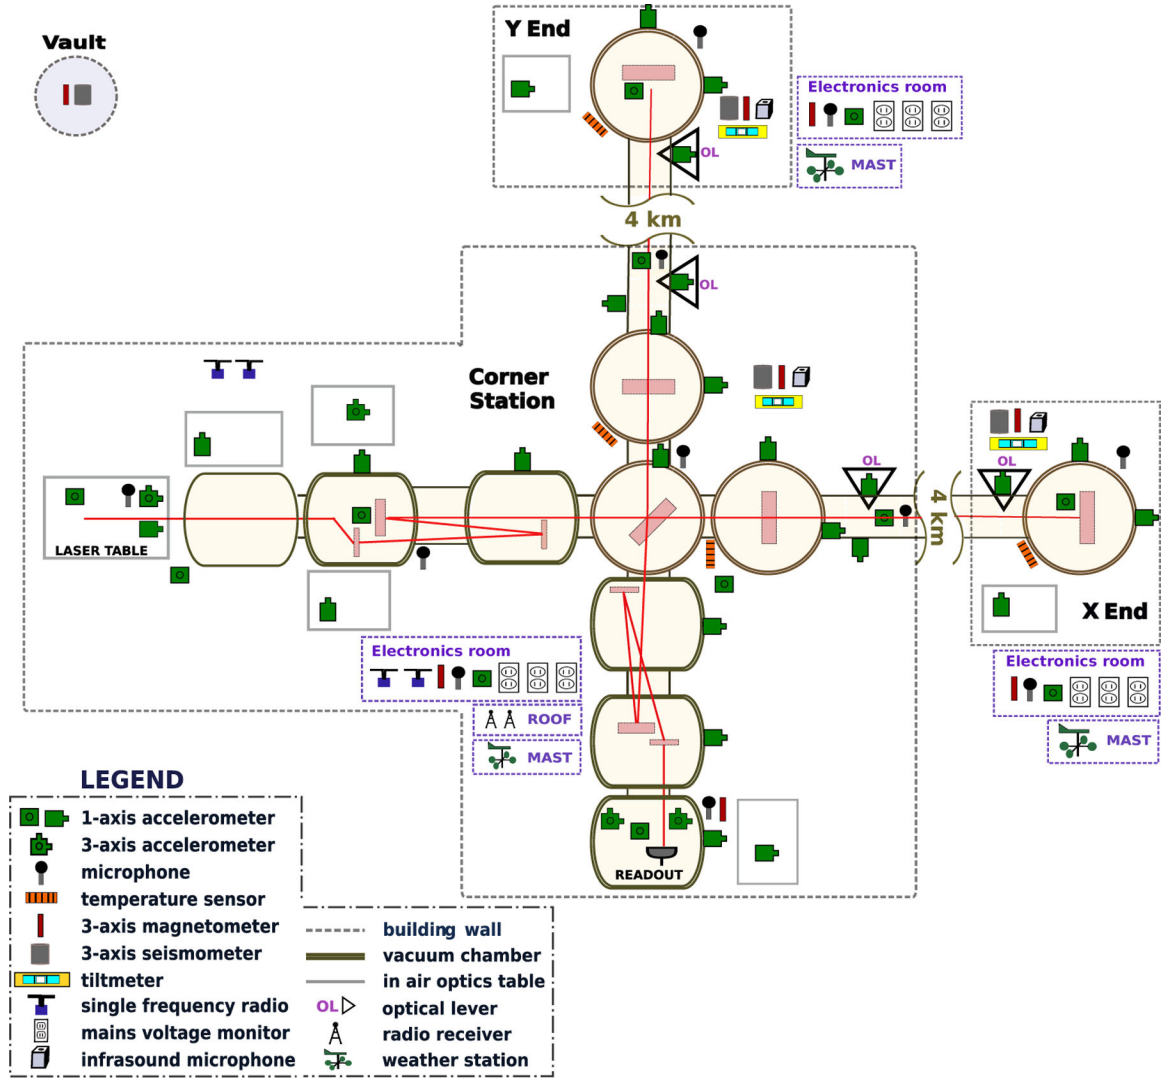 Vault
Y End
Electronics room
OL
MAST
4 km
OL
Corner
Station
OL
4 km
OL
LASER TABLE
X End
Electronics room
Electronics room
ROOF
MAST
MAST
READOUT
LEGEND
1-axis accelerometer
3-axis accelerometer
microphone
temperature sensor
3-axis magnetometer
3-axis seismometer
tiltmeter
single frequency radio
mains voltage monitor
infrasound microphone
building wall
vacuum chamber
in air optics table
OL optical lever
radio receiver
weather station